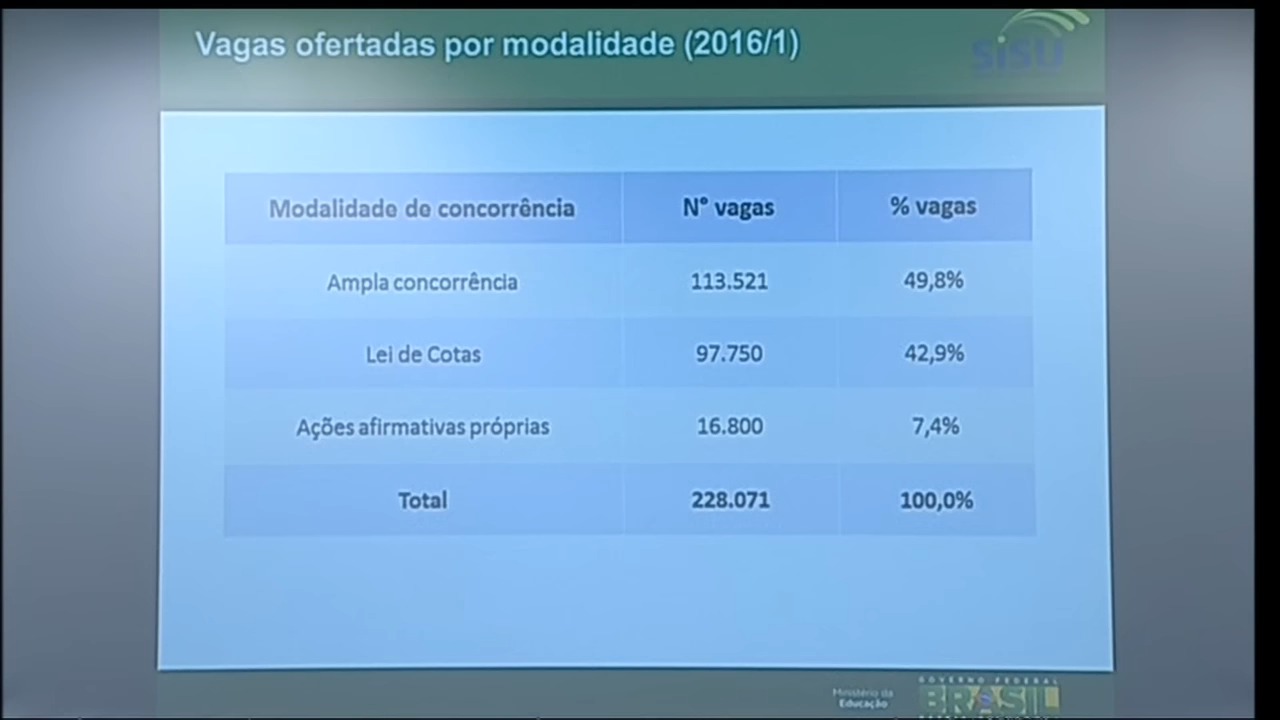 Vagas ofertadas por modalidade (2016/1)
SiSU
Modalidade de concorrência N° vagas % vagas
Ampla concorrência 113.521 49,8%
Lei de Cotas 97.750 42,9%
Ações afirmativas próprias 16.800 7,4%
Total 228.071 100,0%
Ministério da
Educação
GOVERNO FEDERAL
BRASIL